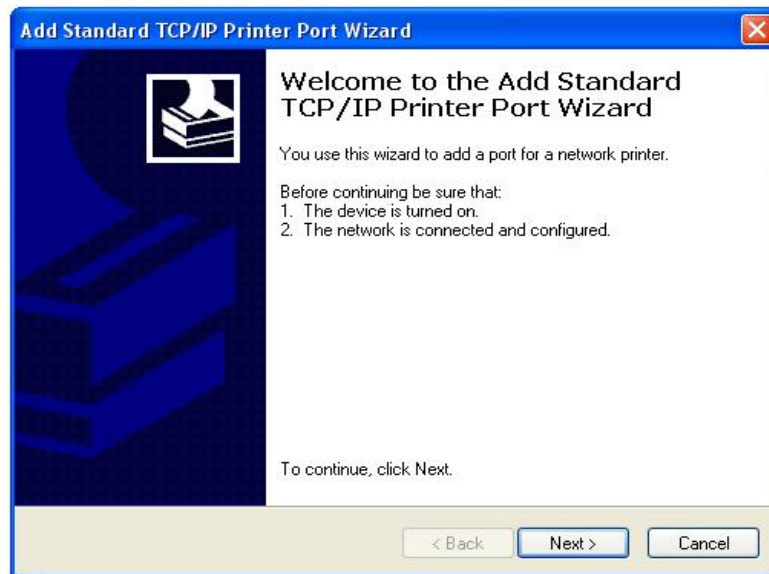 Add Standard TCP/IP Printer Port Wizard
Welcome to the Add Standard
TCP/IP Printer Port Wizard
You use this wizard to add a port for a network printer.
Before continuing be sure that:
1. The device is turned on.
2. The network is connected and configured.
To continue, click Next.
< Back Next > Cancel